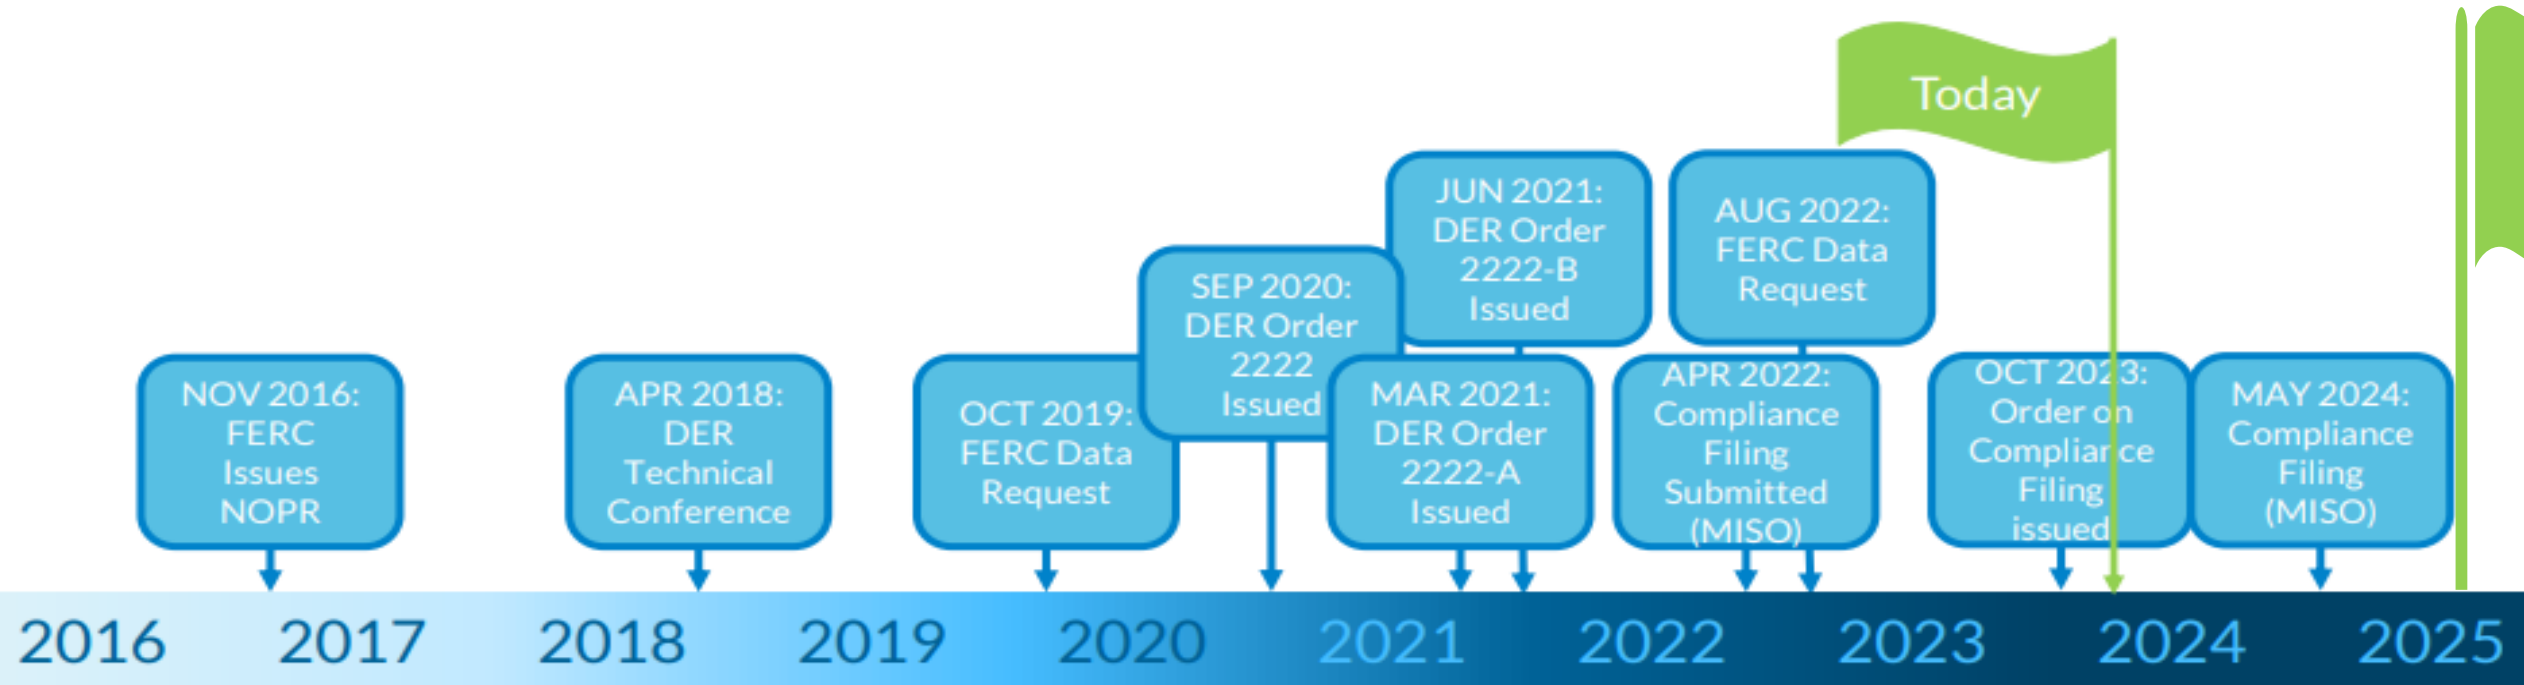 Today
NOV 2016:
FERC
Issues
NOPR
APR 2018:
DER
Technical
Conference
OCT 2019:
FERC Data
Request
SEP 2020:
DER Order
2222
Issued
MAR 2021:
DER Order
2222-A
Issued
JUN 2021:
DER Order
2222-B
Issued
APR 2022:
Compliance
Filing
Submitted
(MISO)
AUG 2022:
FERC Data
Request
OCT 2023:
Order on
Compliance
Filing
issued
MAY 2024:
Compliance
Filing
(MISO)
2016 2017 2018 2019 2020 2021 2022 2023 2024 2025